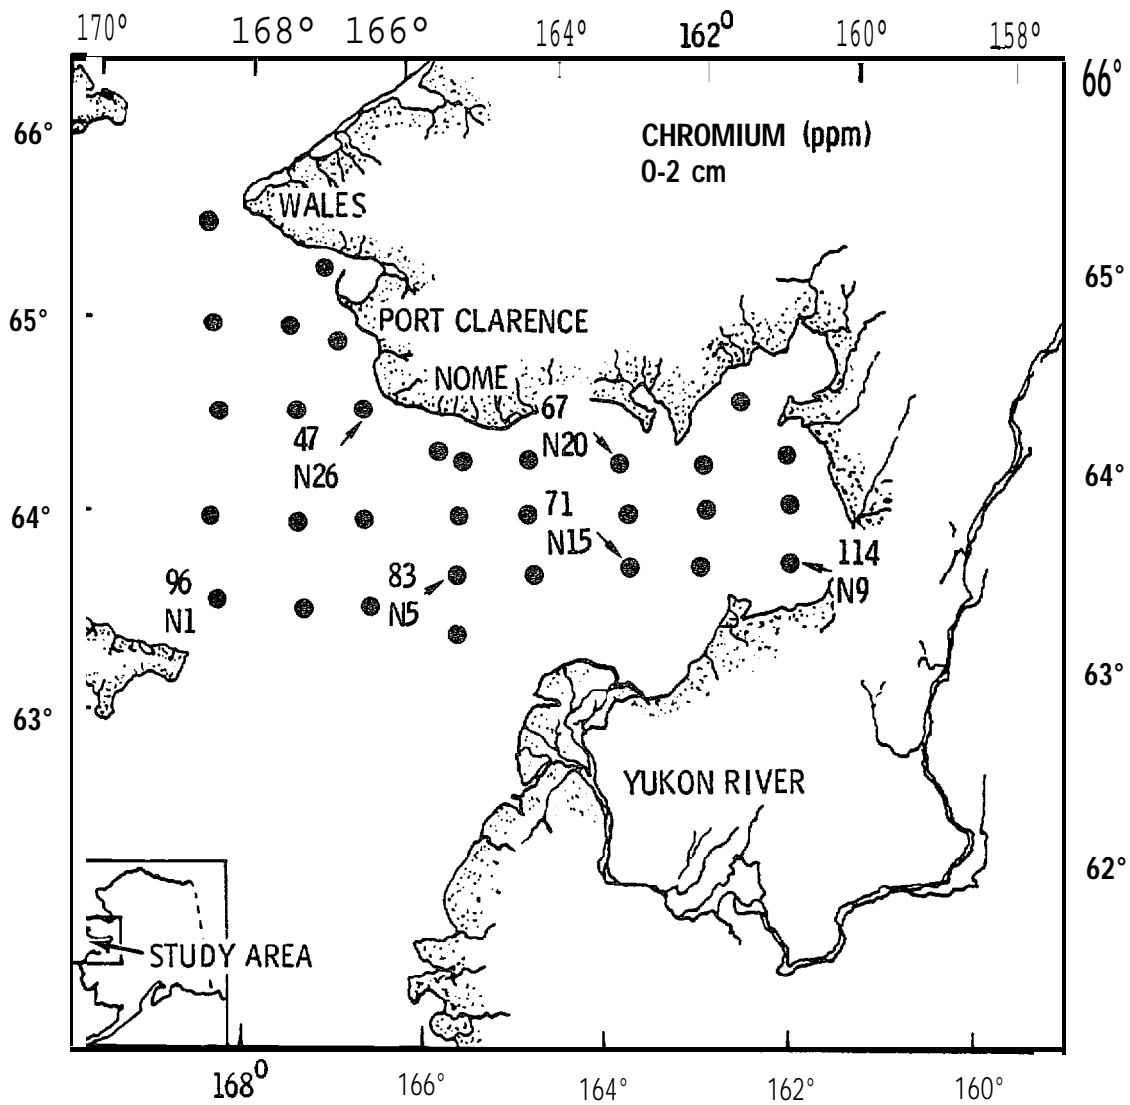 170° 168° 166° 164° 162° 160° 158°
66°
66°
CHROMIUM (ppm)
0-2 cm
WALES
65°
65°
PORT CLARENCE
NOME
67
N20
47
N26
64°
64°
71
N15
114
N9
83
N5
96
N1
63°
63°
YUKON RIVER
62°
STUDY AREA
168° 166° 164° 162° 160°